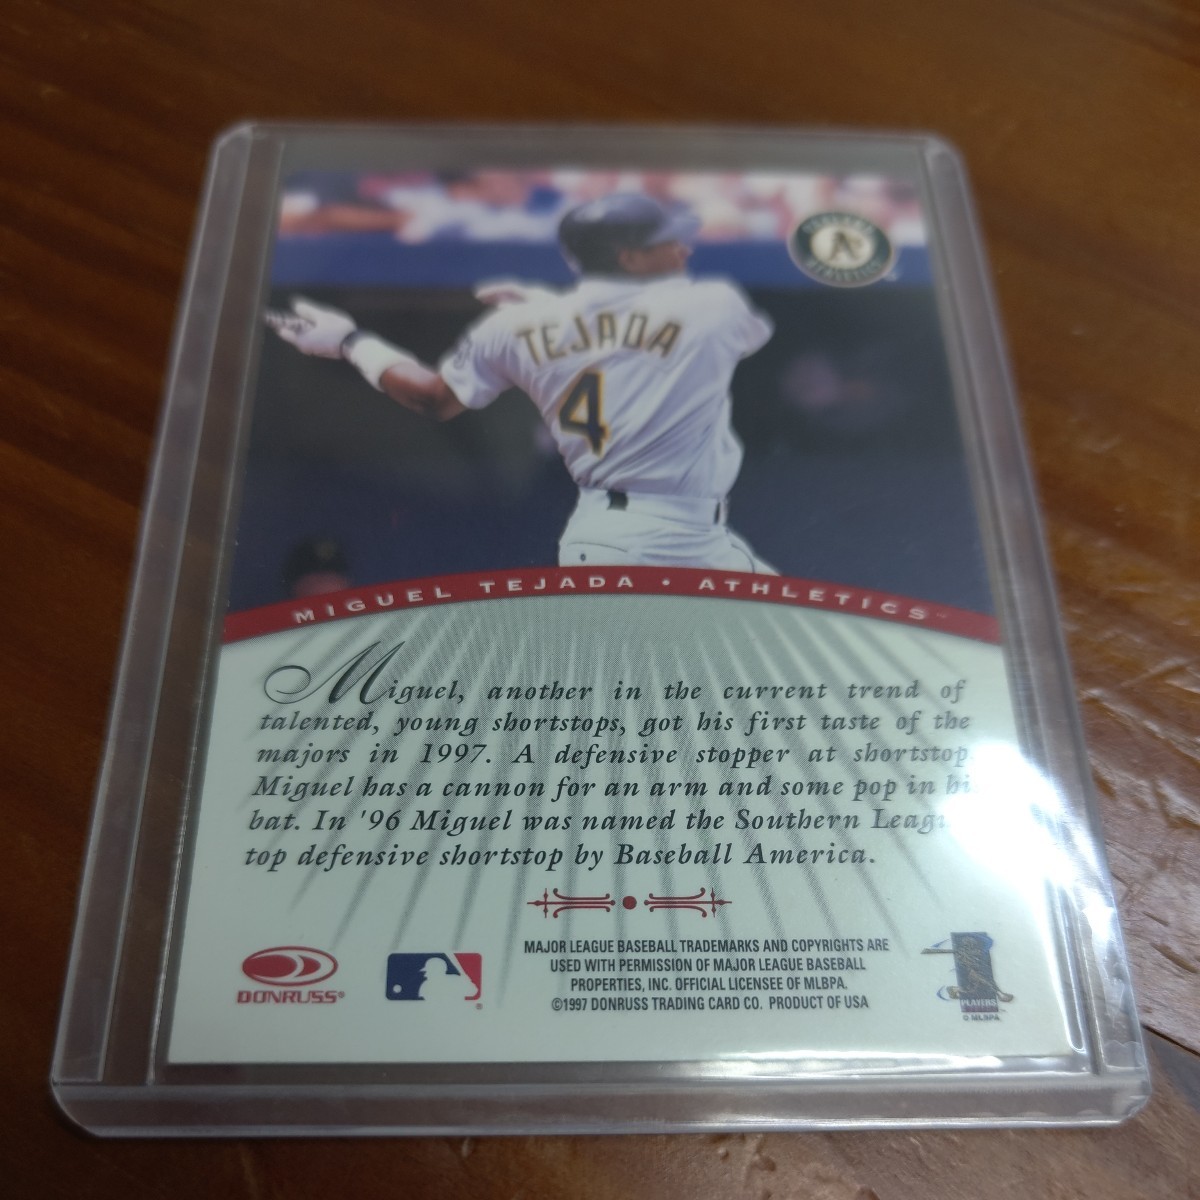 TEJADA
4
A's
MIGUEL TEJADA • ATHLETICS
Miguel, another in the current trend of
talented, young shortstops, got his first taste of the
majors in 1997. A defensive stopper at shortstop
Miguel has a cannon for an arm and some pop in hi
bat. In '96 Miguel was named the Southern Leag
top defensive shortstop by Baseball America.
DONRUSS®
MAJOR LEAGUE BASEBALL TRADEMARKS AND COPYRIGHTS ARE
USED WITH PERMISSION OF MAJOR LEAGUE BASEBALL
PROPERTIES, INC. OFFICIAL LICENSEE OF MLBPA.
©1997 DONRUSS TRADING CARD CO. PRODUCT OF USA
PLAYERS
© MLBPA